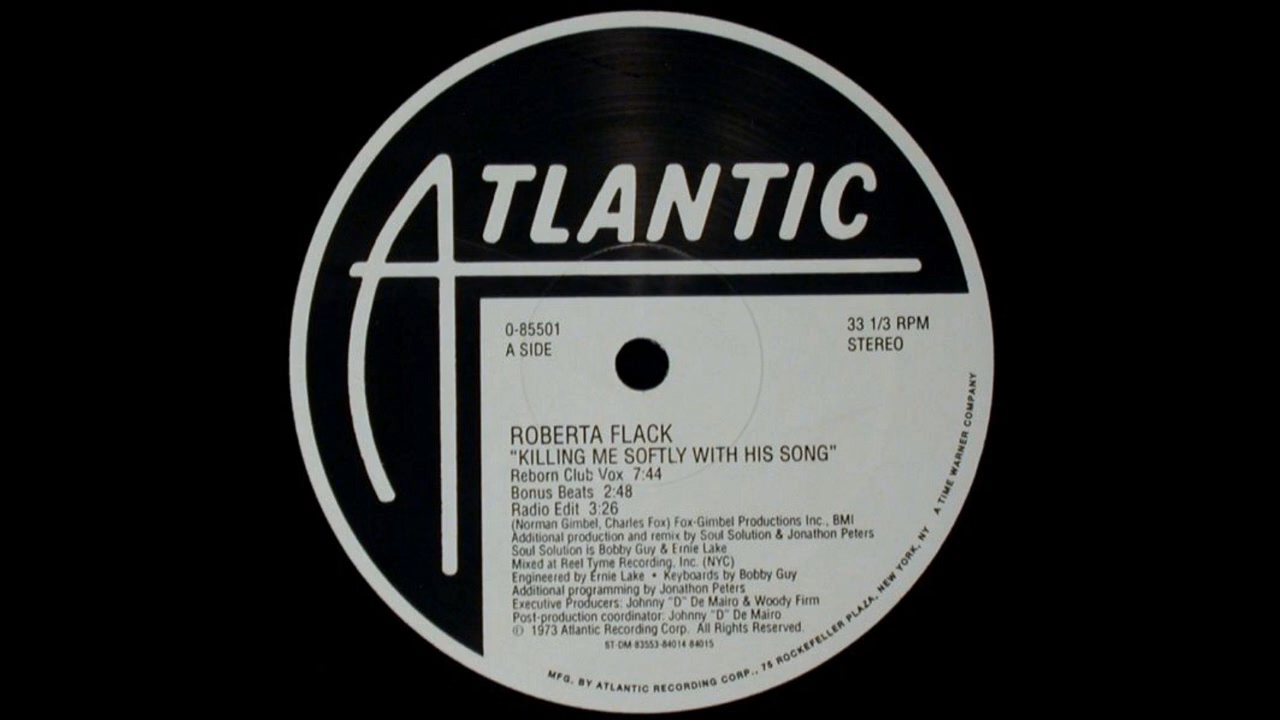 ATLANTIC
0-85501
A SIDE
33 1/3 RPM
STEREO
ROBERTA FLACK
"KILLING ME SOFTLY WITH HIS SONG"
Reborn Club Vox 7:44
Bonus Beats 2:48
Radio Edit 3:26
(Norman Gimbel, Charles Fox) Fox-Gimbel Productions Inc., BMI
Additional production and remix by Soul Solution & Jonathon Peters
Soul Solution is Bobby Guy & Ernie Lake
Mixed at Reel Tyme Recording, Inc. (NYC)
Engineered by Ernie Lake • Keyboards by Bobby Guy
Additional programming by Jonathon Peters
Executive Producers: Johnny "D" De Mairo & Woody Firm
Post-production coordinator: Johnny "D" De Mairo
℗ 1973 Atlantic Recording Corp. All Rights Reserved.
ST-DM-83553-84014 84015
MFG. BY ATLANTIC RECORDING CORP., 75 ROCKEFELLER PLAZA, NEW YORK, NY A TIME WARNER COMPANY